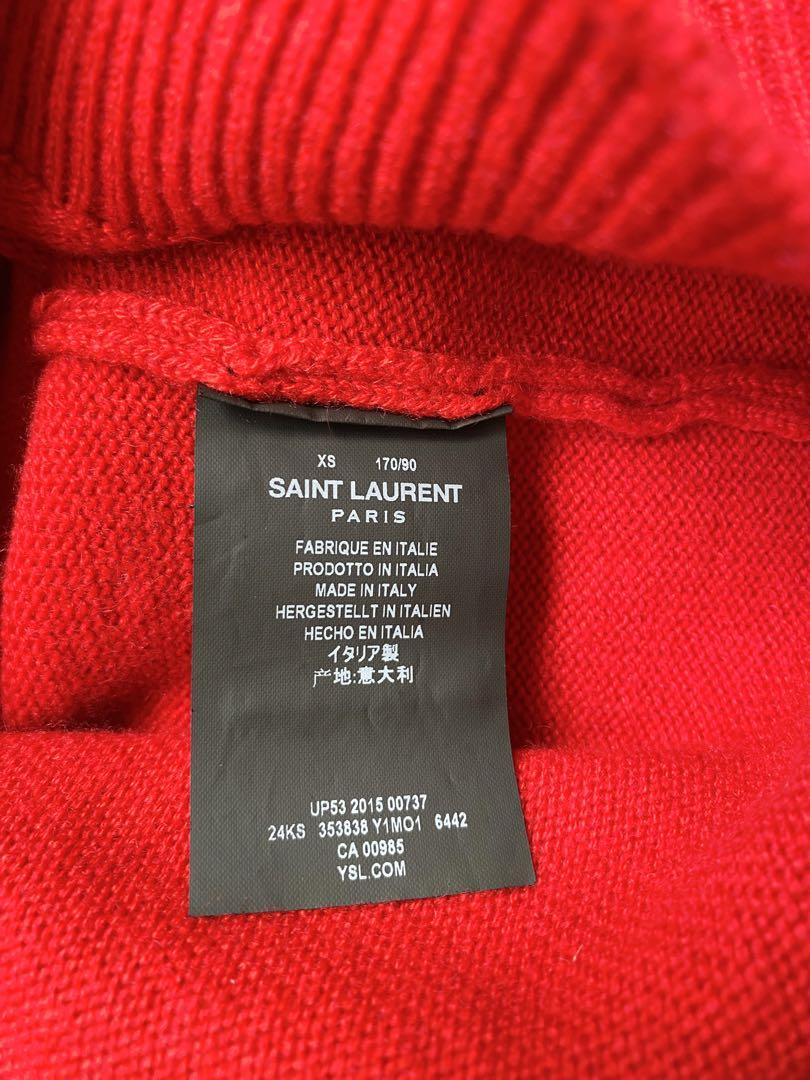 XS 170/90
SAINT LAURENT
PARIS
FABRIQUE EN ITALIE
PRODOTTO IN ITALIA
MADE IN ITALY
HERGESTELLT IN ITALIEN
HECHO EN ITALIA
イタリア製
产地:意大利
UP53 2015 00737
24KS 353838 Y1MO1 6442
CA 00985
YSL.COM